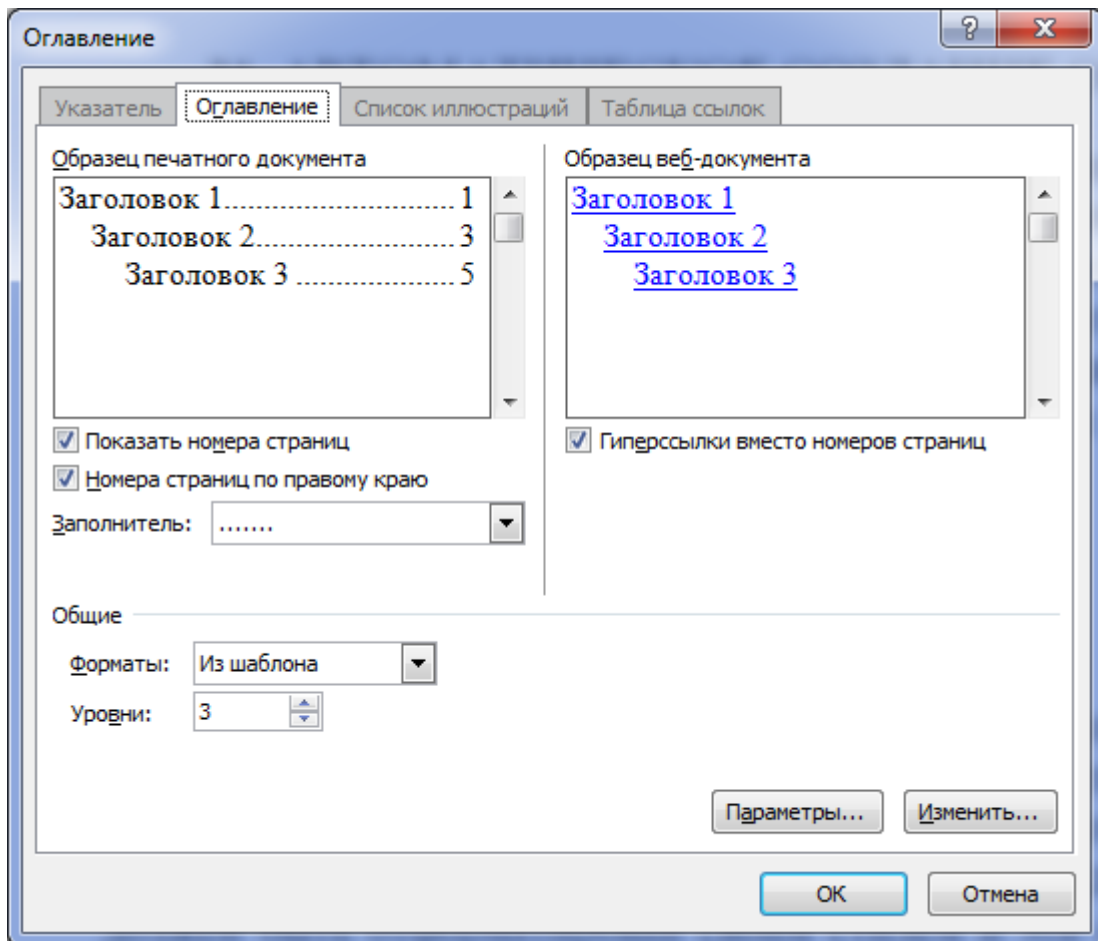 Оглавление
Указатель Оглавление Список иллюстраций Таблица ссылок
Образец печатного документа
Заголовок 1.............................. 1
Заголовок 2.......................... 3
Заголовок 3 ..................... 5
Образец веб-документа
Заголовок 1
Заголовок 2
Заголовок 3
Показать номера страниц
Номера страниц по правому краю
Заполнитель: .......
Гиперссылки вместо номеров страниц
Общие
Форматы: Из шаблона
Уровни: 3
Параметры... Изменить...
ОК Отмена